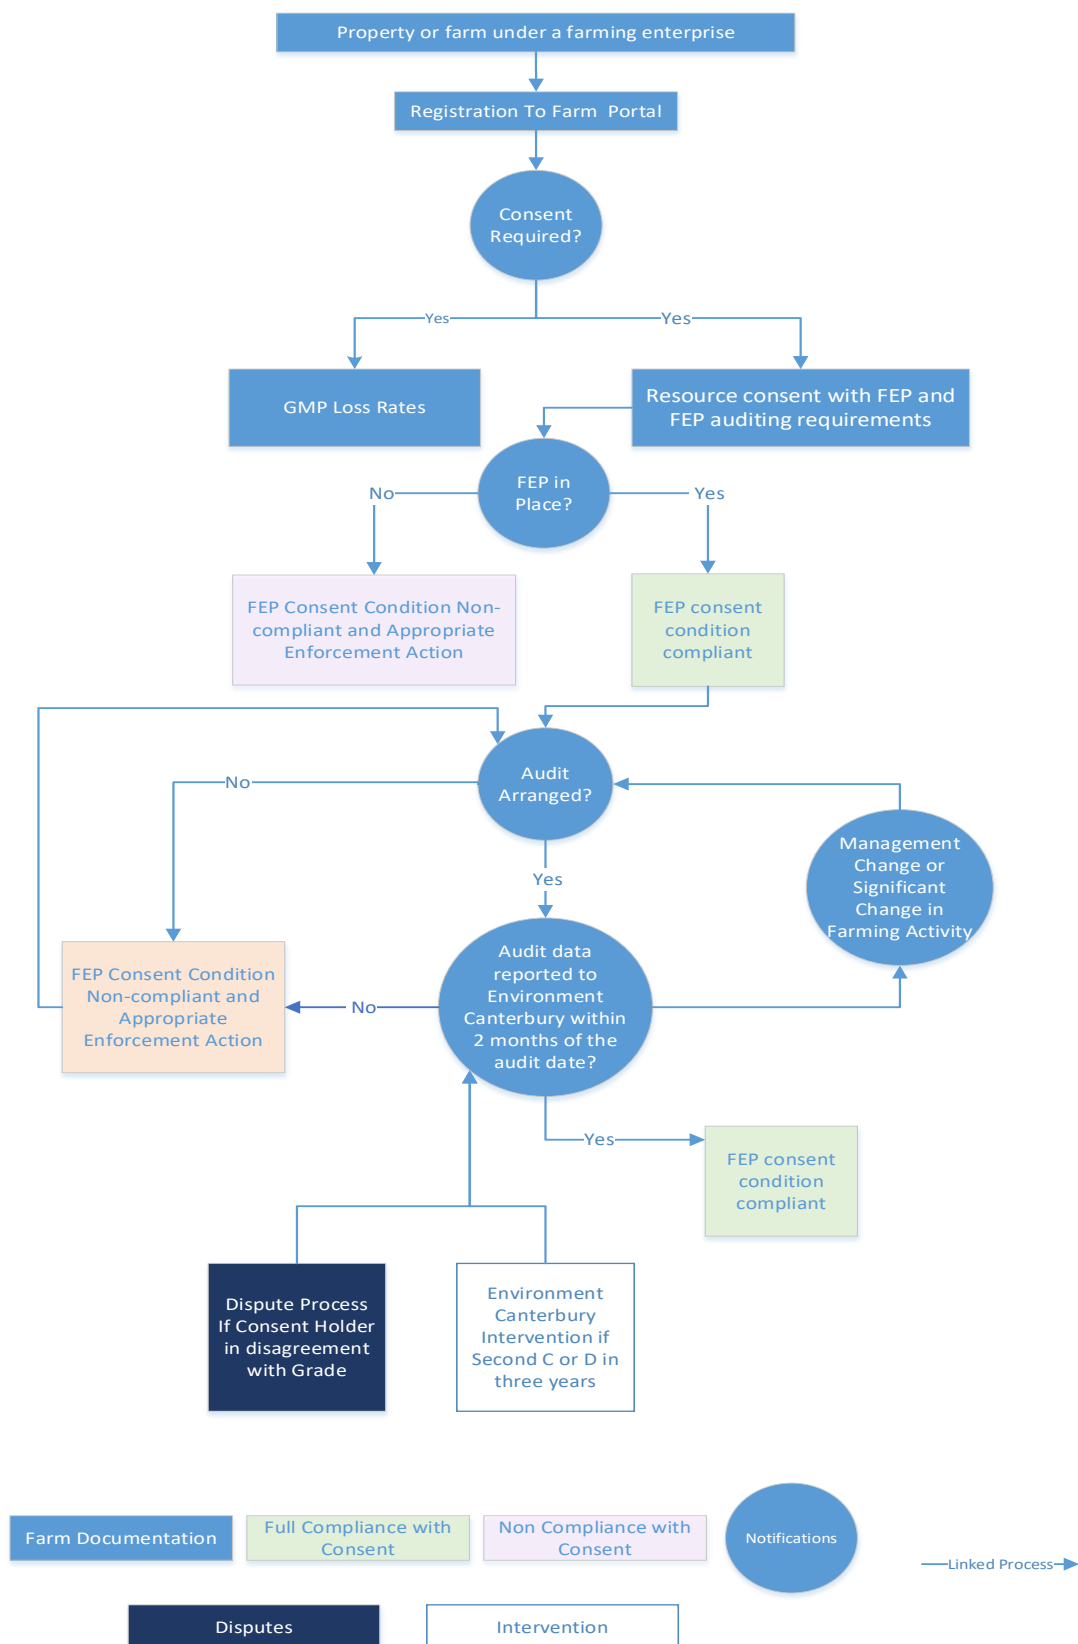 Property or farm under a farming enterprise
Registration To Farm Portal
Consent
Required?
Yes
Yes
GMP Loss Rates
Resource consent with FEP and
FEP auditing requirements
FEP in
Place?
No
Yes
FEP Consent Condition Non-
compliant and Appropriate
Enforcement Action
FEP consent
condition
compliant
Audit
Arranged?
No
Yes
Management
Change or
Significant
Change in
Farming Activity
Audit data
reported to
Environment
Canterbury within
2 months of the
audit date?
FEP Consent Condition
Non-compliant and
Appropriate
Enforcement Action
No
Yes
FEP consent
condition
compliant
Dispute Process
If Consent Holder
in disagreement
with Grade
Environment
Canterbury
Intervention if
Second C or D in
three years
Farm Documentation
Full Compliance with
Consent
Non Compliance with
Consent
Notifications
Linked Process
Disputes
Intervention